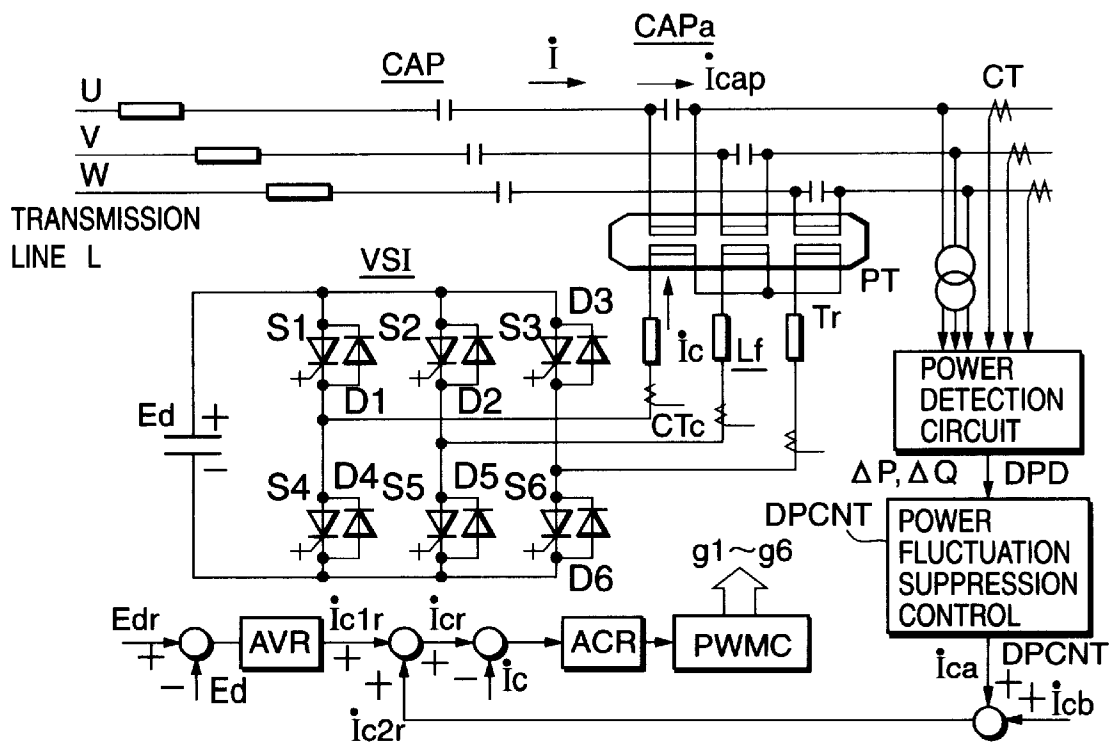 CAPa
CAP
İ
İcap
CT
U
V
W
TRANSMISSION
LINE L
PT
VSI
D3
S1
S2
S3
Tr
İc
Lf
D1
D2
CTc
Ed
+
−
POWER
DETECTION
CIRCUIT
ΔP, ΔQ
DPD
S4
D4
S5
D5
S6
D6
DPCNT
POWER
FLUCTUATION
SUPPRESSION
CONTROL
g1~g6
Edr
+
−
Ed
AVR
İc1r
+
+
İc2r
İcr
+
−
İc
ACR
PWMC
İca
DPCNT
+
+
İcb